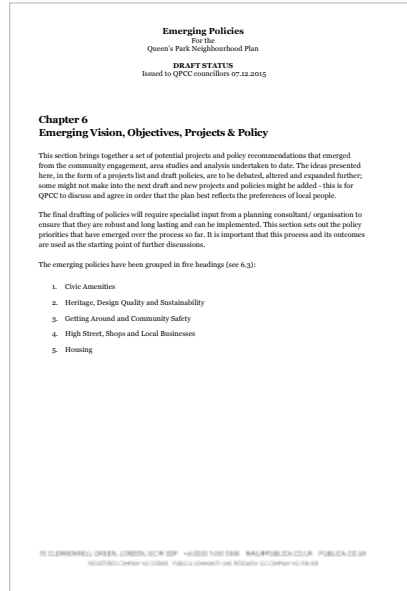 Emerging Policies
For the
Queen's Park Neighbourhood Plan
DRAFT STATUS
Issued to QPCC councillors 07.12.2015
Chapter 6
Emerging Vision, Objectives, Projects & Policy
This section brings together a set of potential projects and policy recommendations that emerged
from the community engagement, area studies and analysis undertaken to date. The ideas presented
here, in the form of a projects list and draft policies, are to be debated, altered and expanded further;
some might not make into the next draft and new projects and policies might be added - this is for
QPCC to discuss and agree in order that the plan best reflects the preferences of local people.
The final drafting of policies will require specialist input from a planning consultant/ organisation to
ensure that they are robust and long lasting and can be implemented. This section sets out the policy
priorities that have emerged over the process so far. It is important that this process and its outcomes
are used as the starting point of further discussions.
The emerging policies have been grouped in five headings (see 6.3):
1. Civic Amenities
2. Heritage, Design Quality and Sustainability
3. Getting Around and Community Safety
4. High Street, Shops and Local Businesses
5. Housing